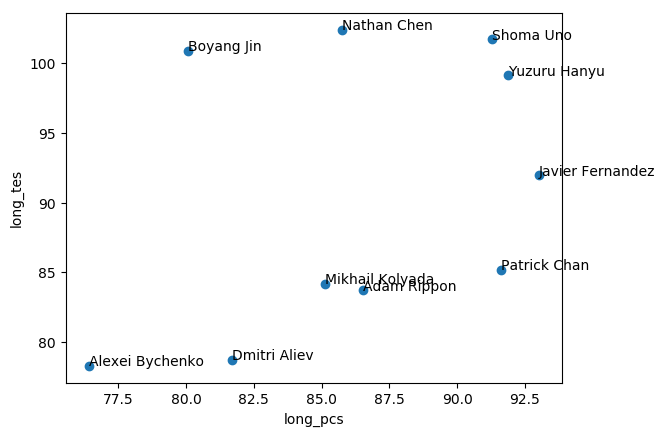 Nathan Chen
Shoma Uno
Boyang Jin
Yuzuru Hanyu
Javier Fernandez
Patrick Chan
Mikhail Kolyada
Adam Rippon
Dmitri Aliev
Alexei Bychenko
100
95
90
85
80
long_tes
77.5
80.0
82.5
85.0
87.5
90.0
92.5
long_pcs